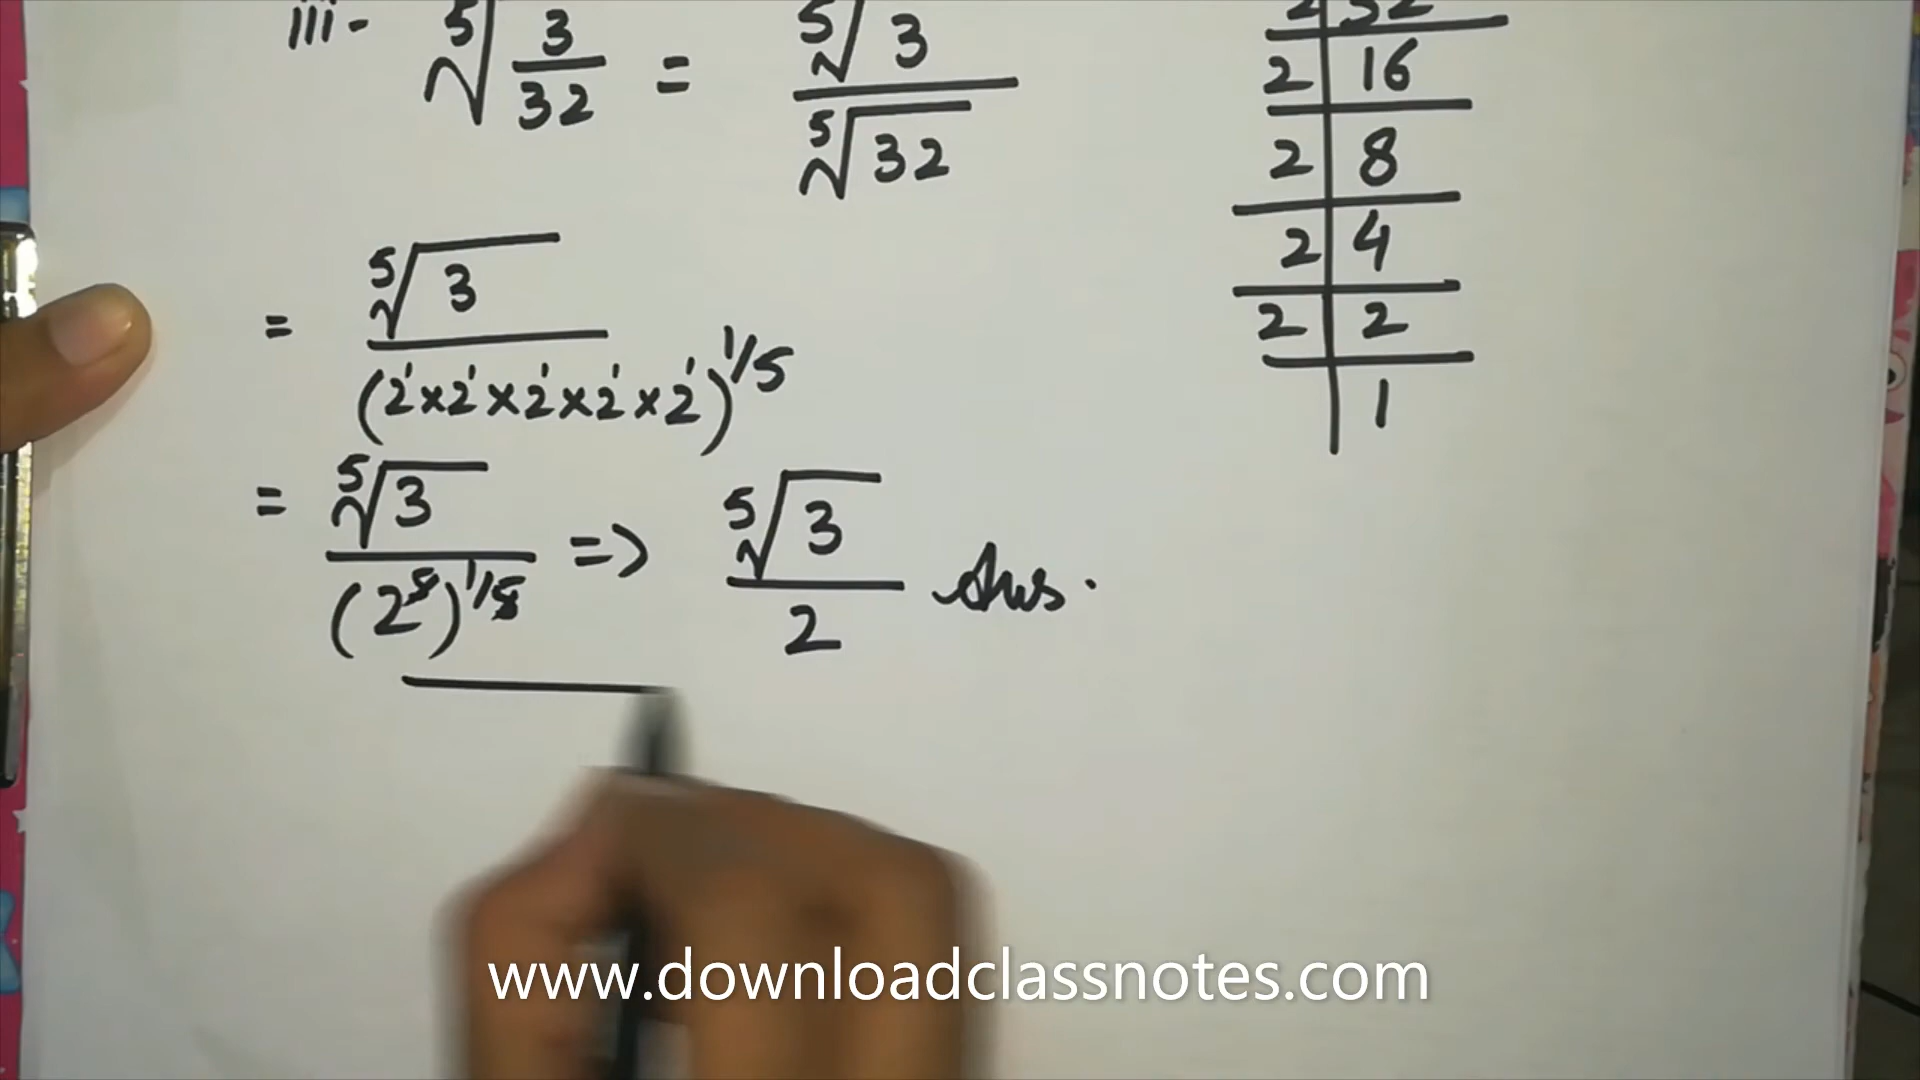 iii- ⁵√(3/32) = ⁵√3 / ⁵√32
= ⁵√3 / (2¹×2¹×2¹×2¹×2¹)^1/5
= ⁵√3 / (2⁵)^1/5 => ⁵√3 / 2 Ans.
2 | 32
2 | 16
2 | 8
2 | 4
2 | 2
| 1
www.downloadclassnotes.com